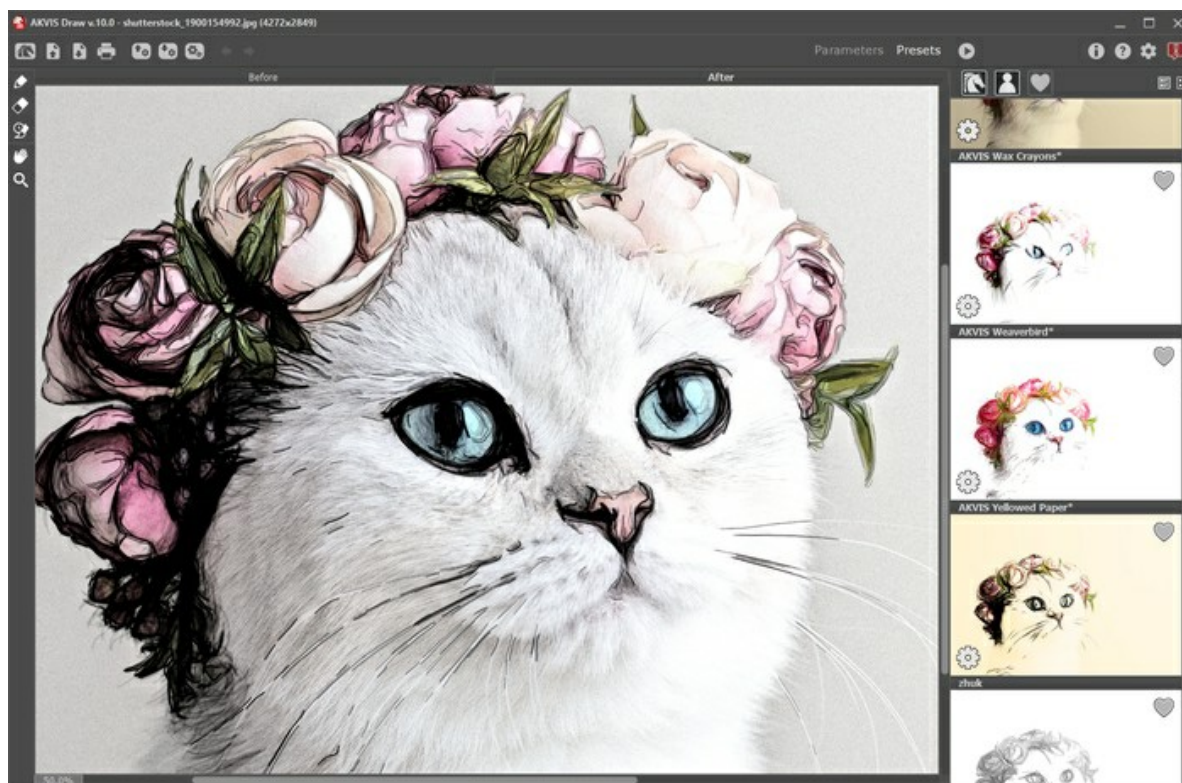 AKVIS Draw v.10.0 - shutterstock_1900154992.jpg (4272x2849)
Parameters Presets
Before
After
AKVIS Wax Crayons*
AKVIS Weaverbird*
AKVIS Yellowed Paper*
zhuk
50.0%